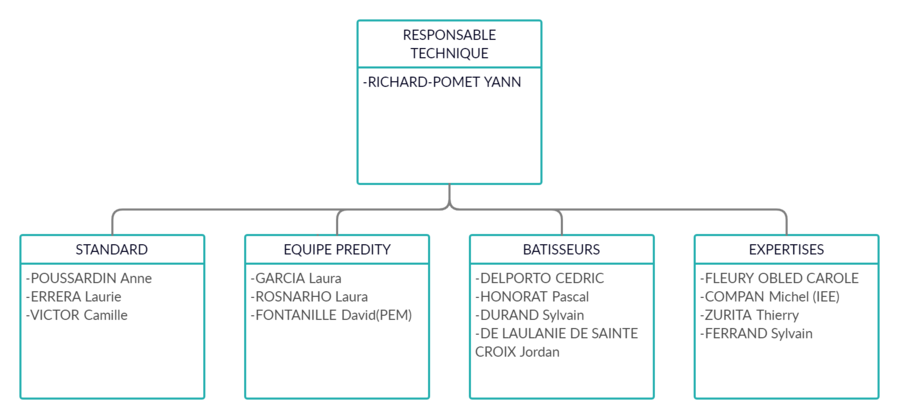 RESPONSABLE
TECHNIQUE
-RICHARD-POMET YANN
STANDARD
-POUSSARDIN Anne
-ERRERA Laurie
-VICTOR Camille
EQUIPE PREDITY
-GARCIA Laura
-ROSNARHO Laura
-FONTANILLE David(PEM)
BATISSEURS
-DELPORTO CEDRIC
-HONORAT Pascal
-DURAND Sylvain
-DE LAULANIE DE SAINTE
CROIX Jordan
EXPERTISES
-FLEURY OBLED CAROLE
-COMPAN Michel (IEE)
-ZURITA Thierry
-FERRAND Sylvain